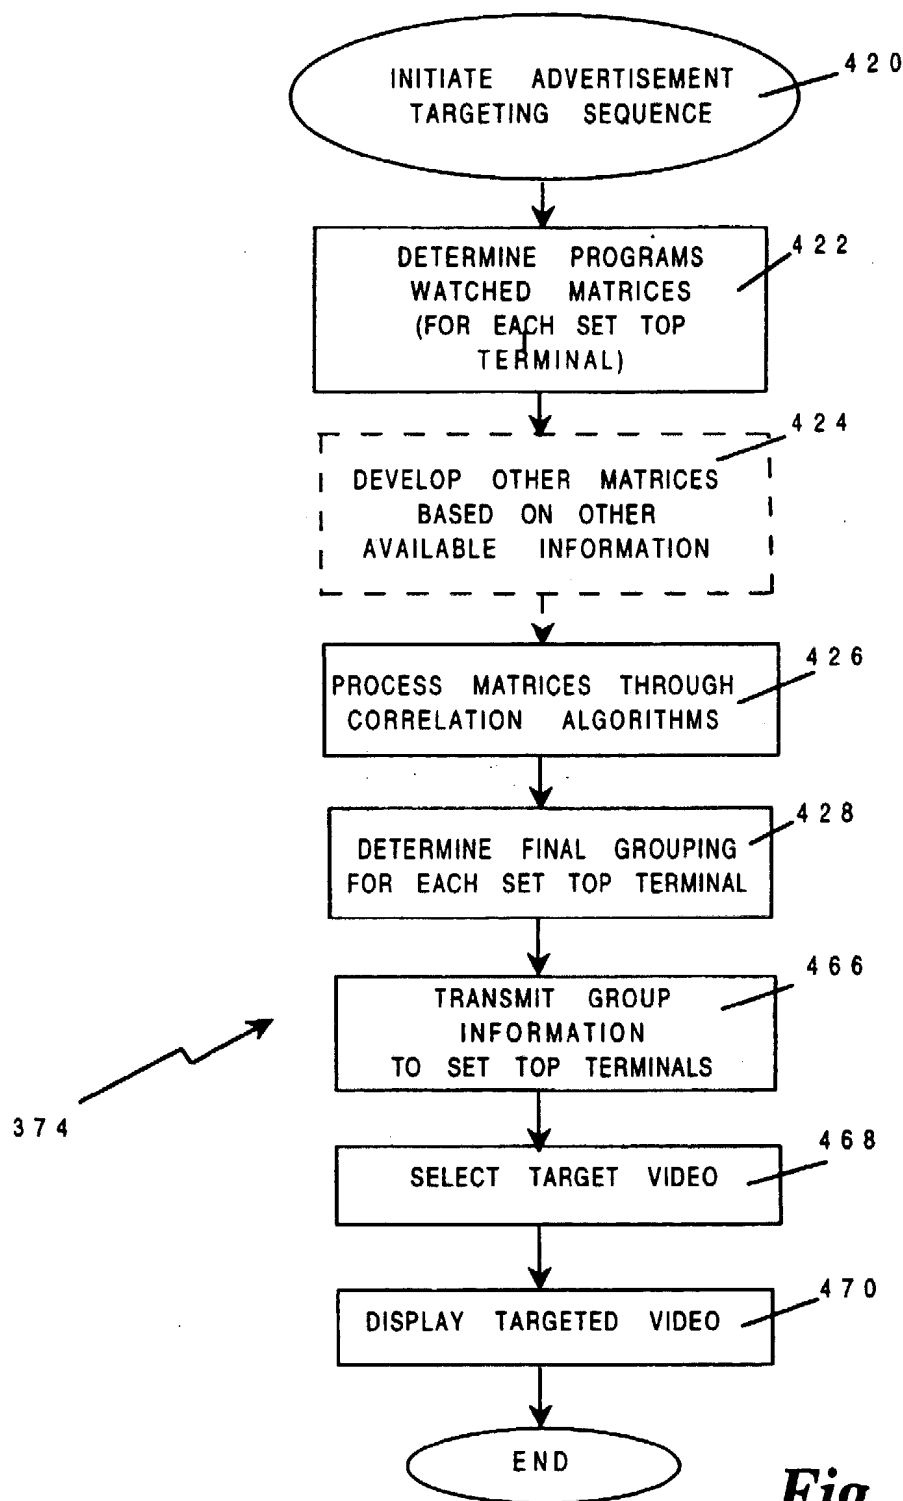 INITIATE ADVERTISEMENT
TARGETING SEQUENCE
420
DETERMINE PROGRAMS
WATCHED MATRICES
(FOR EACH SET TOP
TERMINAL)
422
424
DEVELOP OTHER MATRICES
BASED ON OTHER
AVAILABLE INFORMATION
426
PROCESS MATRICES THROUGH
CORRELATION ALGORITHMS
428
DETERMINE FINAL GROUPING
FOR EACH SET TOP TERMINAL
466
TRANSMIT GROUP
INFORMATION
TO SET TOP TERMINALS
374
468
SELECT TARGET VIDEO
470
DISPLAY TARGETED VIDEO
END
Fig